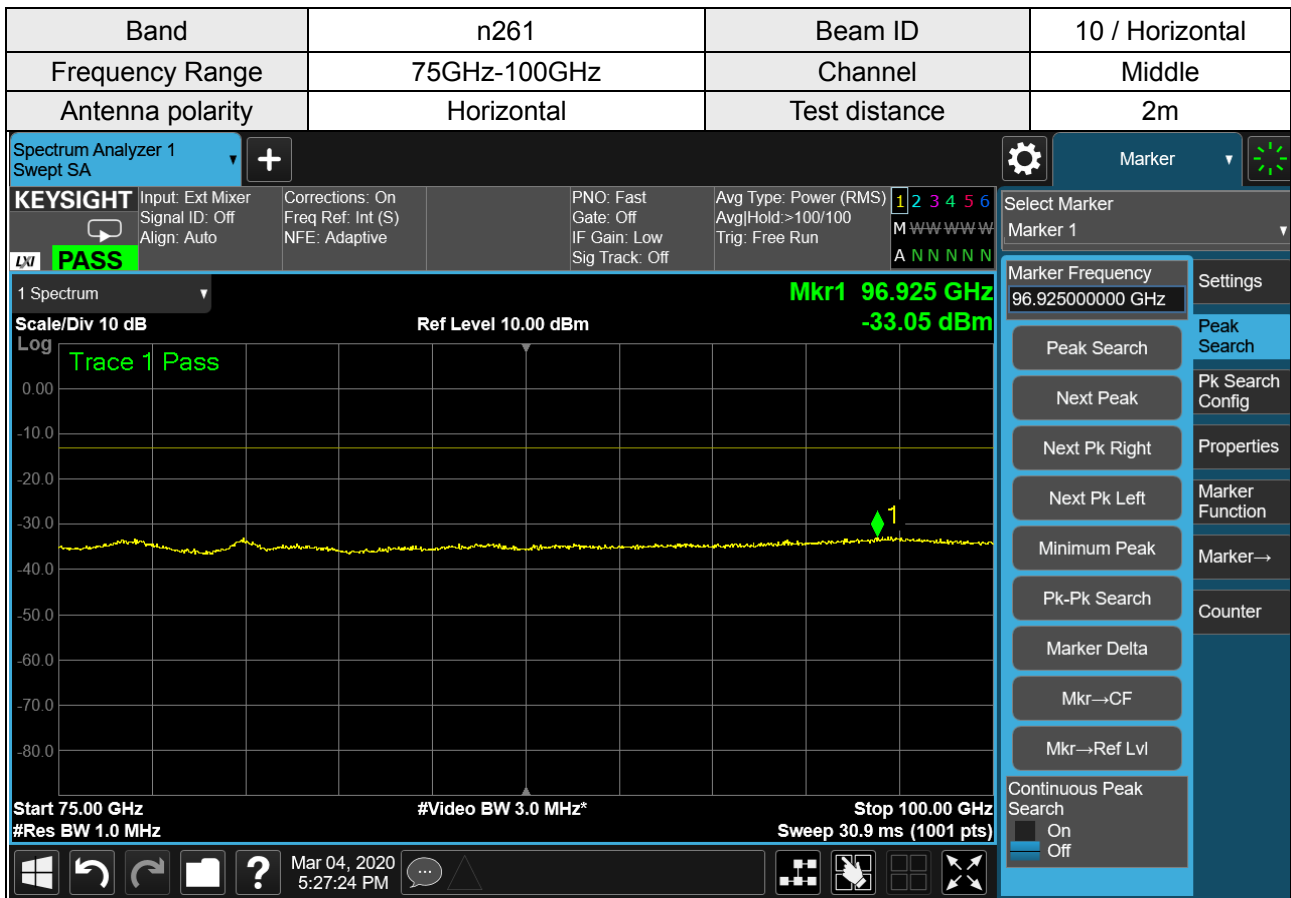 Band n261 Beam ID 10 / Horizontal
Frequency Range 75GHz-100GHz Channel Middle
Antenna polarity Horizontal Test distance 2m
Spectrum Analyzer 1
Swept SA
+
Marker
KEYSIGHT
LXI PASS
Input: Ext Mixer
Signal ID: Off
Align: Auto
Corrections: On
Freq Ref: Int (S)
NFE: Adaptive
PNO: Fast
Gate: Off
IF Gain: Low
Sig Track: Off
Avg Type: Power (RMS)
Avg|Hold:>100/100
Trig: Free Run
1 2 3 4 5 6
M W W W W W
A N N N N N
1 Spectrum
Mkr1 96.925 GHz
-33.05 dBm
Scale/Div 10 dB
Ref Level 10.00 dBm
Log
Trace 1 Pass
0.00
-10.0
-20.0
-30.0
-40.0
-50.0
-60.0
-70.0
-80.0
1
Start 75.00 GHz
#Video BW 3.0 MHz*
Stop 100.00 GHz
#Res BW 1.0 MHz
Sweep 30.9 ms (1001 pts)
Select Marker
Marker 1
Marker Frequency
96.925000000 GHz
Peak Search
Next Peak
Next Pk Right
Next Pk Left
Minimum Peak
Pk-Pk Search
Marker Delta
Mkr→CF
Mkr→Ref Lvl
Continuous Peak
Search
On
Off
Settings
Peak
Search
Pk Search
Config
Properties
Marker
Function
Marker→
Counter
?
Mar 04, 2020
5:27:24 PM